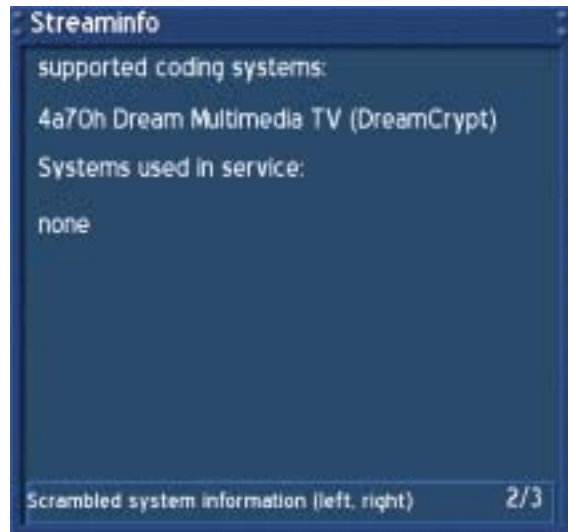 Streaminfo
supported coding systems:
4a70h Dream Multimedia TV (DreamCrypt)
Systems used in service:
none
Scrambled system information (left, right) 2/3